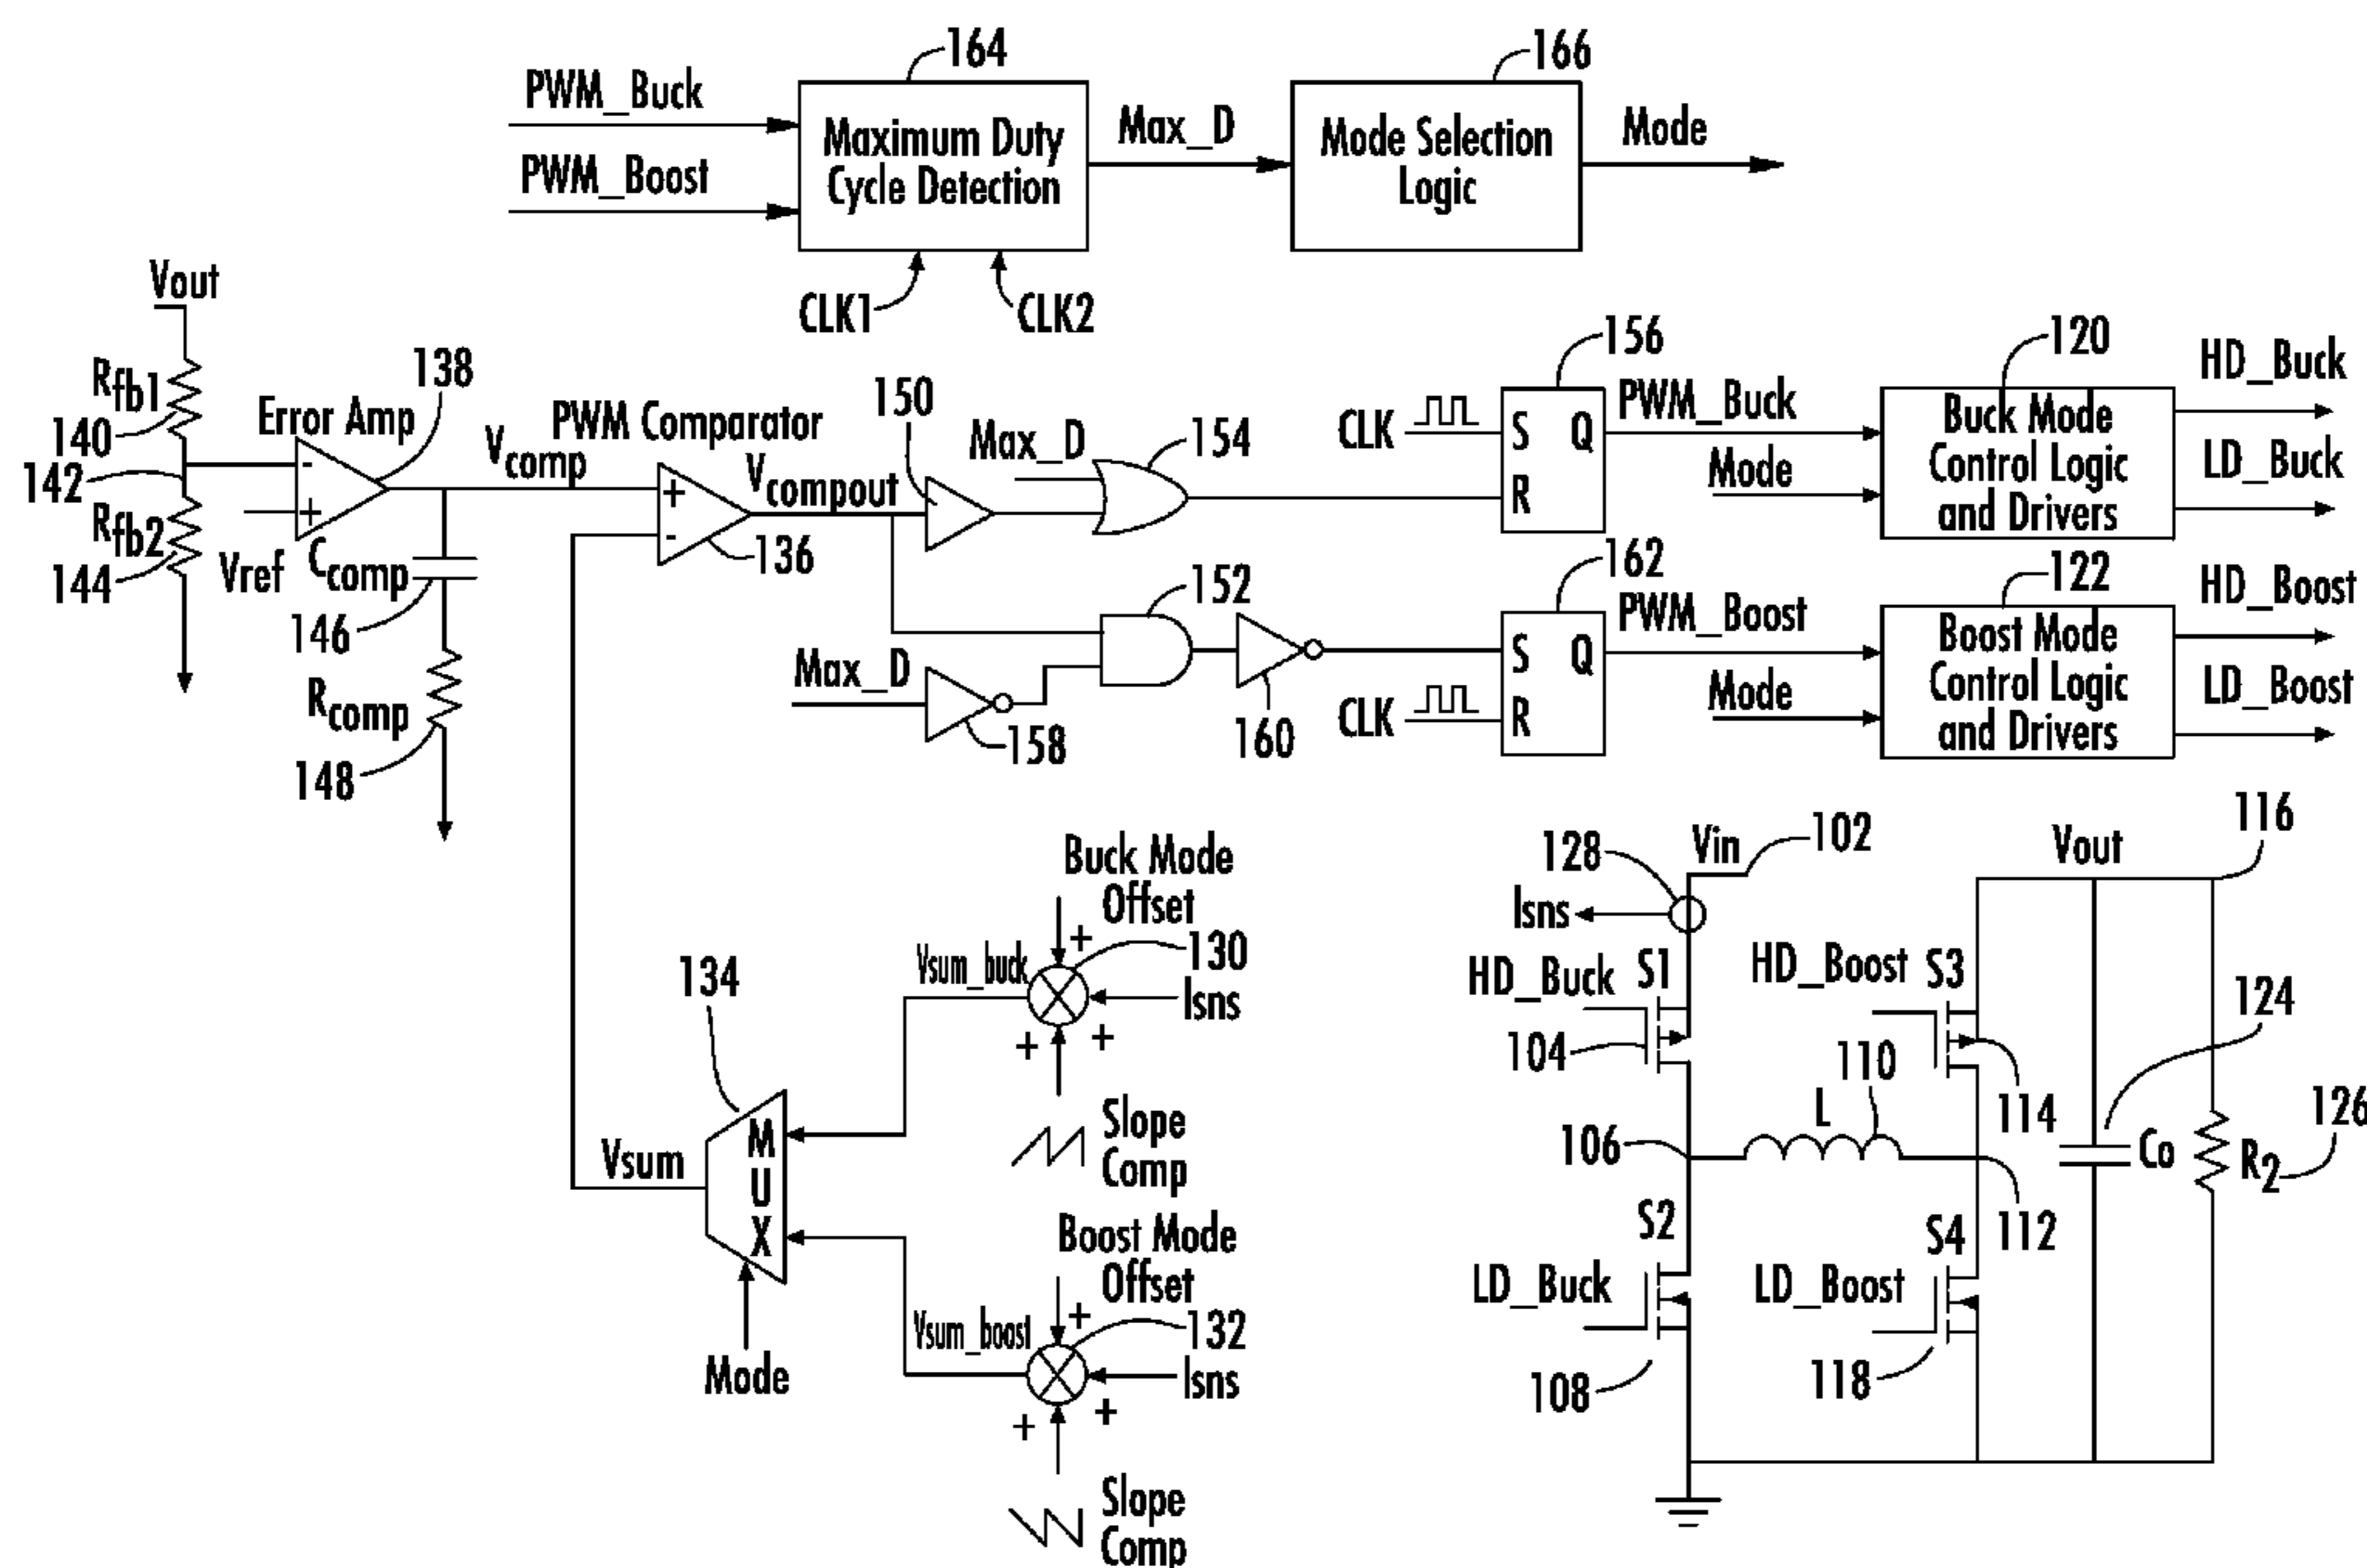 164
166
PWM_Buck
PWM_Boost
Maximum Duty
Cycle Detection
Max_D
Mode Selection
Logic
Mode
CLK1
CLK2
Vout
Rfb1
140
142
Rfb2
144
Error Amp
138
Vref
Vcomp
Ccomp
146
Rcomp
148
PWM Comparator
Vcompout
136
150
Max_D
154
152
Max_D
158
160
CLK
156
S Q
R
PWM_Buck
Mode
120
Buck Mode
Control Logic
and Drivers
HD_Buck
LD_Buck
162
S Q
CLK
R
PWM_Boost
Mode
122
Boost Mode
Control Logic
and Drivers
HD_Boost
LD_Boost
Buck Mode
Offset
130
Vsum_buck
Isns
Slope
Comp
134
M
U
X
Vsum
Mode
Boost Mode
Offset
132
Vsum_boost
Isns
Slope
Comp
128
Vin
102
Isns
HD_Buck
S1
104
106
L
110
S2
LD_Buck
108
Vout
116
HD_Boost
S3
114
112
S4
LD_Boost
118
124
Co
R2
126